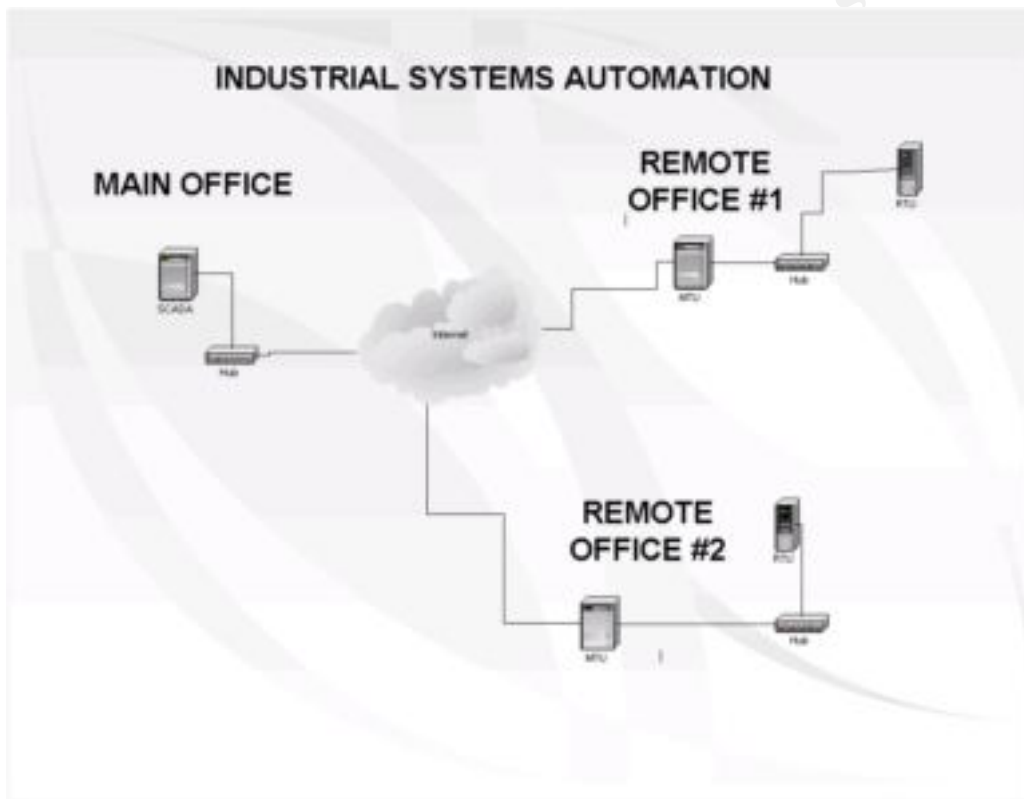 INDUSTRIAL SYSTEMS AUTOMATION
MAIN OFFICE
REMOTE
OFFICE #1
RTU
MTU
Hub
SCADA
Hub
Internet
REMOTE
OFFICE #2
RTU
MTU
Hub